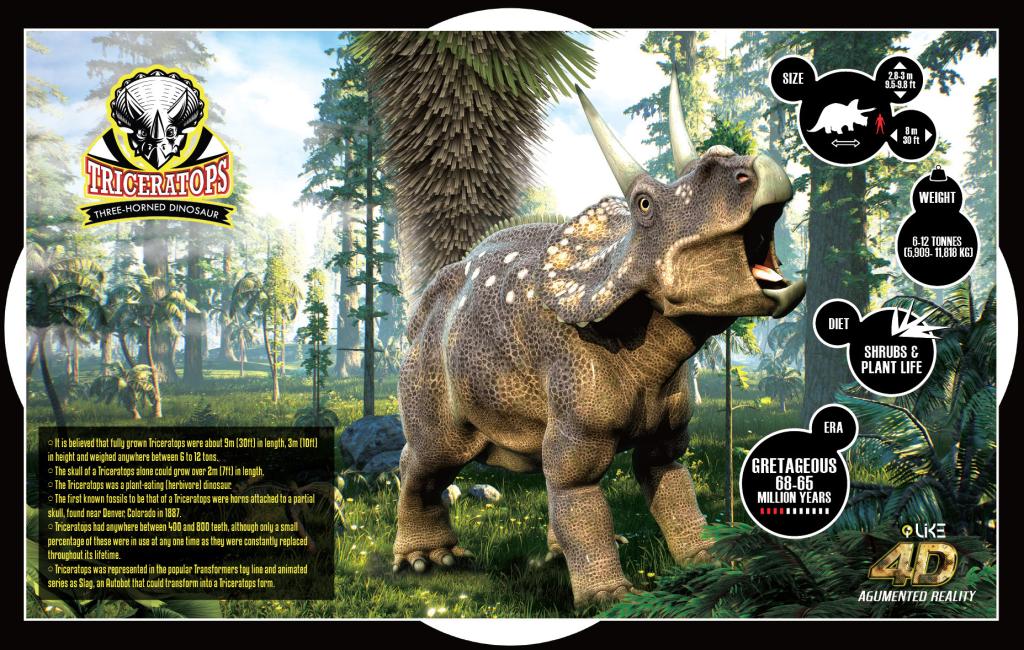 TRICERATOPS
THREE-HORNED DINOSAUR
SIZE
2.8-3 m
9.5-9.8 ft
8 m
30 ft
WEIGHT
6-12 TONNES
(5,909- 11,818 KG)
DIET
SHRUBS &
PLANT LIFE
ERA
GRETAGEOUS
68-65
MILLION YEARS
○ It is believed that fully grown Triceratops were about 9m (30ft) in length, 3m (10ft)
in height and weighed anywhere between 6 to 12 tons.
○ The skull of a Triceratops alone could grow over 2m (7ft) in length.
○ The Triceratops was a plant-eating (herbivore) dinosaur.
○ The first known fossils to be that of a Triceratops were horns attached to a partial
skull, found near Denver, Colorado in 1887.
○ Triceratops had anywhere between 400 and 800 teeth, although only a small
percentage of these were in use at any one time as they were constantly replaced
throughout its lifetime.
○ Triceratops was represented in the popular Transformers toy line and animated
series as Slag, an Autobot that could transform into a Triceratops form.
LIKE
4D
AGUMENTED REALITY